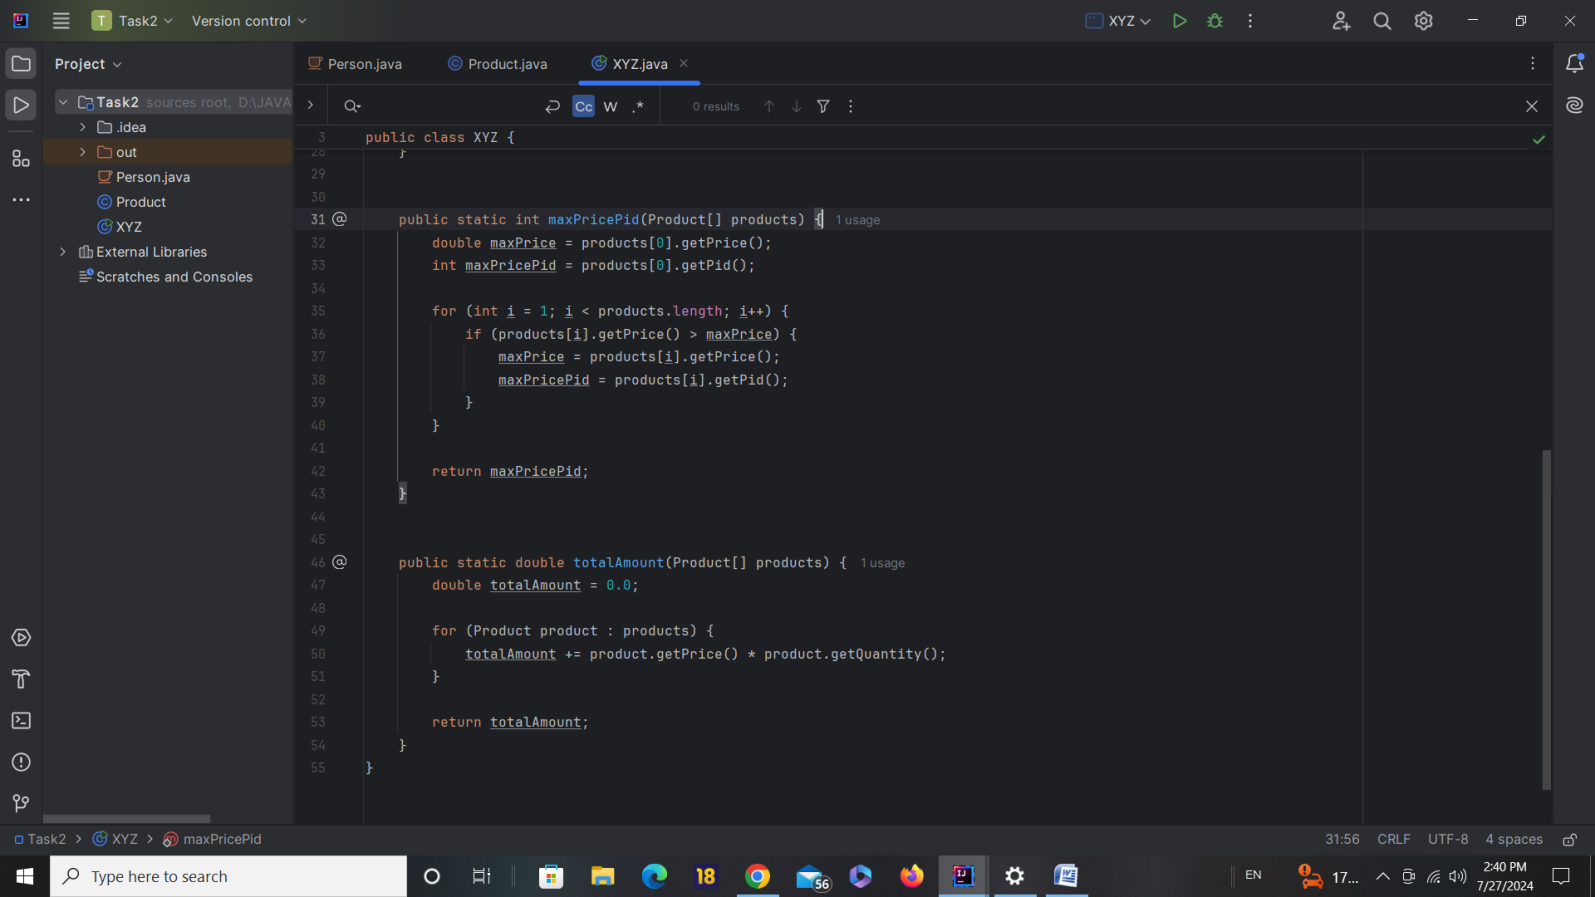 T Task2 Version control XYZ
Project
Person.java Product.java XYZ.java
Task2 sources root, D:\JAVA
.idea
out
Person.java
Product
XYZ
External Libraries
Scratches and Consoles
Cc W .* 0 results
3 public class XYZ {
28 }
29
30
31 public static int maxPricePid(Product[] products) { 1 usage
32 double maxPrice = products[0].getPrice();
33 int maxPricePid = products[0].getPid();
34
35 for (int i = 1; i < products.length; i++) {
36 if (products[i].getPrice() > maxPrice) {
37 maxPrice = products[i].getPrice();
38 maxPricePid = products[i].getPid();
39 }
40 }
41
42 return maxPricePid;
43 }
44
45
46 public static double totalAmount(Product[] products) { 1 usage
47 double totalAmount = 0.0;
48
49 for (Product product : products) {
50 totalAmount += product.getPrice() * product.getQuantity();
51 }
52
53 return totalAmount;
54 }
55 }
Task2 > XYZ > maxPricePid 31:56 CRLF UTF-8 4 spaces
Type here to search 18 56 EN 17... 2:40 PM
7/27/2024